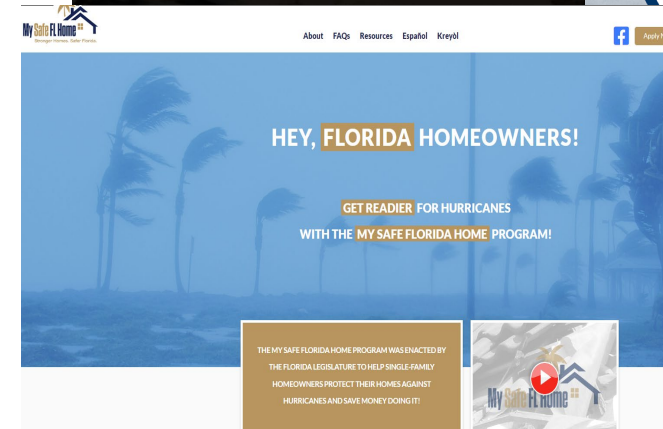 My Safe FL Home
Stronger Homes. Safer Florida.
About FAQs Resources Español Kreyòl
Apply
HEY, FLORIDA HOMEOWNERS!
GET READIER FOR HURRICANES
WITH THE MY SAFE FLORIDA HOME PROGRAM!
THE MY SAFE FLORIDA HOME PROGRAM WAS ENACTED BY
THE FLORIDA LEGISLATURE TO HELP SINGLE-FAMILY
HOMEOWNERS PROTECT THEIR HOMES AGAINST
HURRICANES AND SAVE MONEY DOING IT!
My Safe FL Home